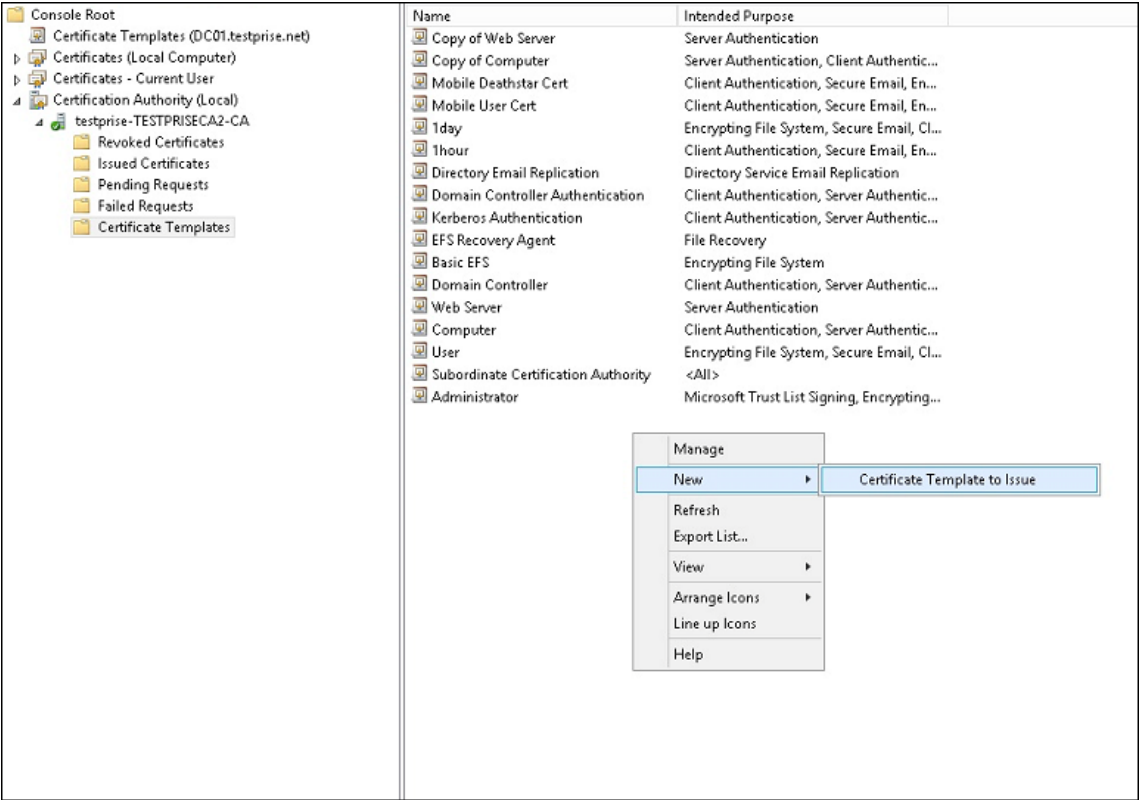 Console Root
Certificate Templates (DC01.testprise.net)
Certificates (Local Computer)
Certificates - Current User
Certification Authority (Local)
testprise-TESTPRISECA2-CA
Revoked Certificates
Issued Certificates
Pending Requests
Failed Requests
Certificate Templates
Name Intended Purpose
Copy of Web Server Server Authentication
Copy of Computer Server Authentication, Client Authentic...
Mobile Deathstar Cert Client Authentication, Secure Email, En...
Mobile User Cert Client Authentication, Secure Email, En...
1day Encrypting File System, Secure Email, Cl...
1hour Client Authentication, Secure Email, En...
Directory Email Replication Directory Service Email Replication
Domain Controller Authentication Client Authentication, Server Authentic...
Kerberos Authentication Client Authentication, Server Authentic...
EFS Recovery Agent File Recovery
Basic EFS Encrypting File System
Domain Controller Client Authentication, Server Authentic...
Web Server Server Authentication
Computer Client Authentication, Server Authentic...
User Encrypting File System, Secure Email, Cl...
Subordinate Certification Authority <All>
Administrator Microsoft Trust List Signing, Encrypting...
Manage
New Certificate Template to Issue
Refresh
Export List...
View
Arrange Icons
Line up Icons
Help